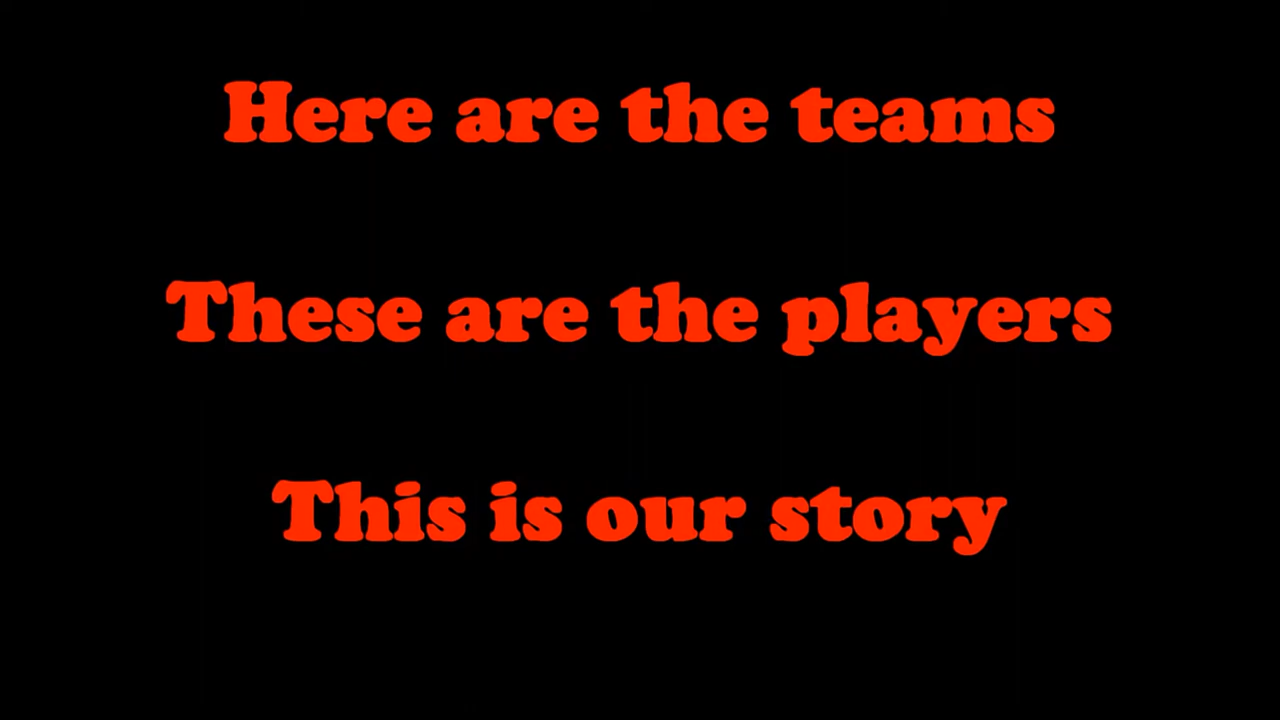 Here are the teams
These are the players
This is our story